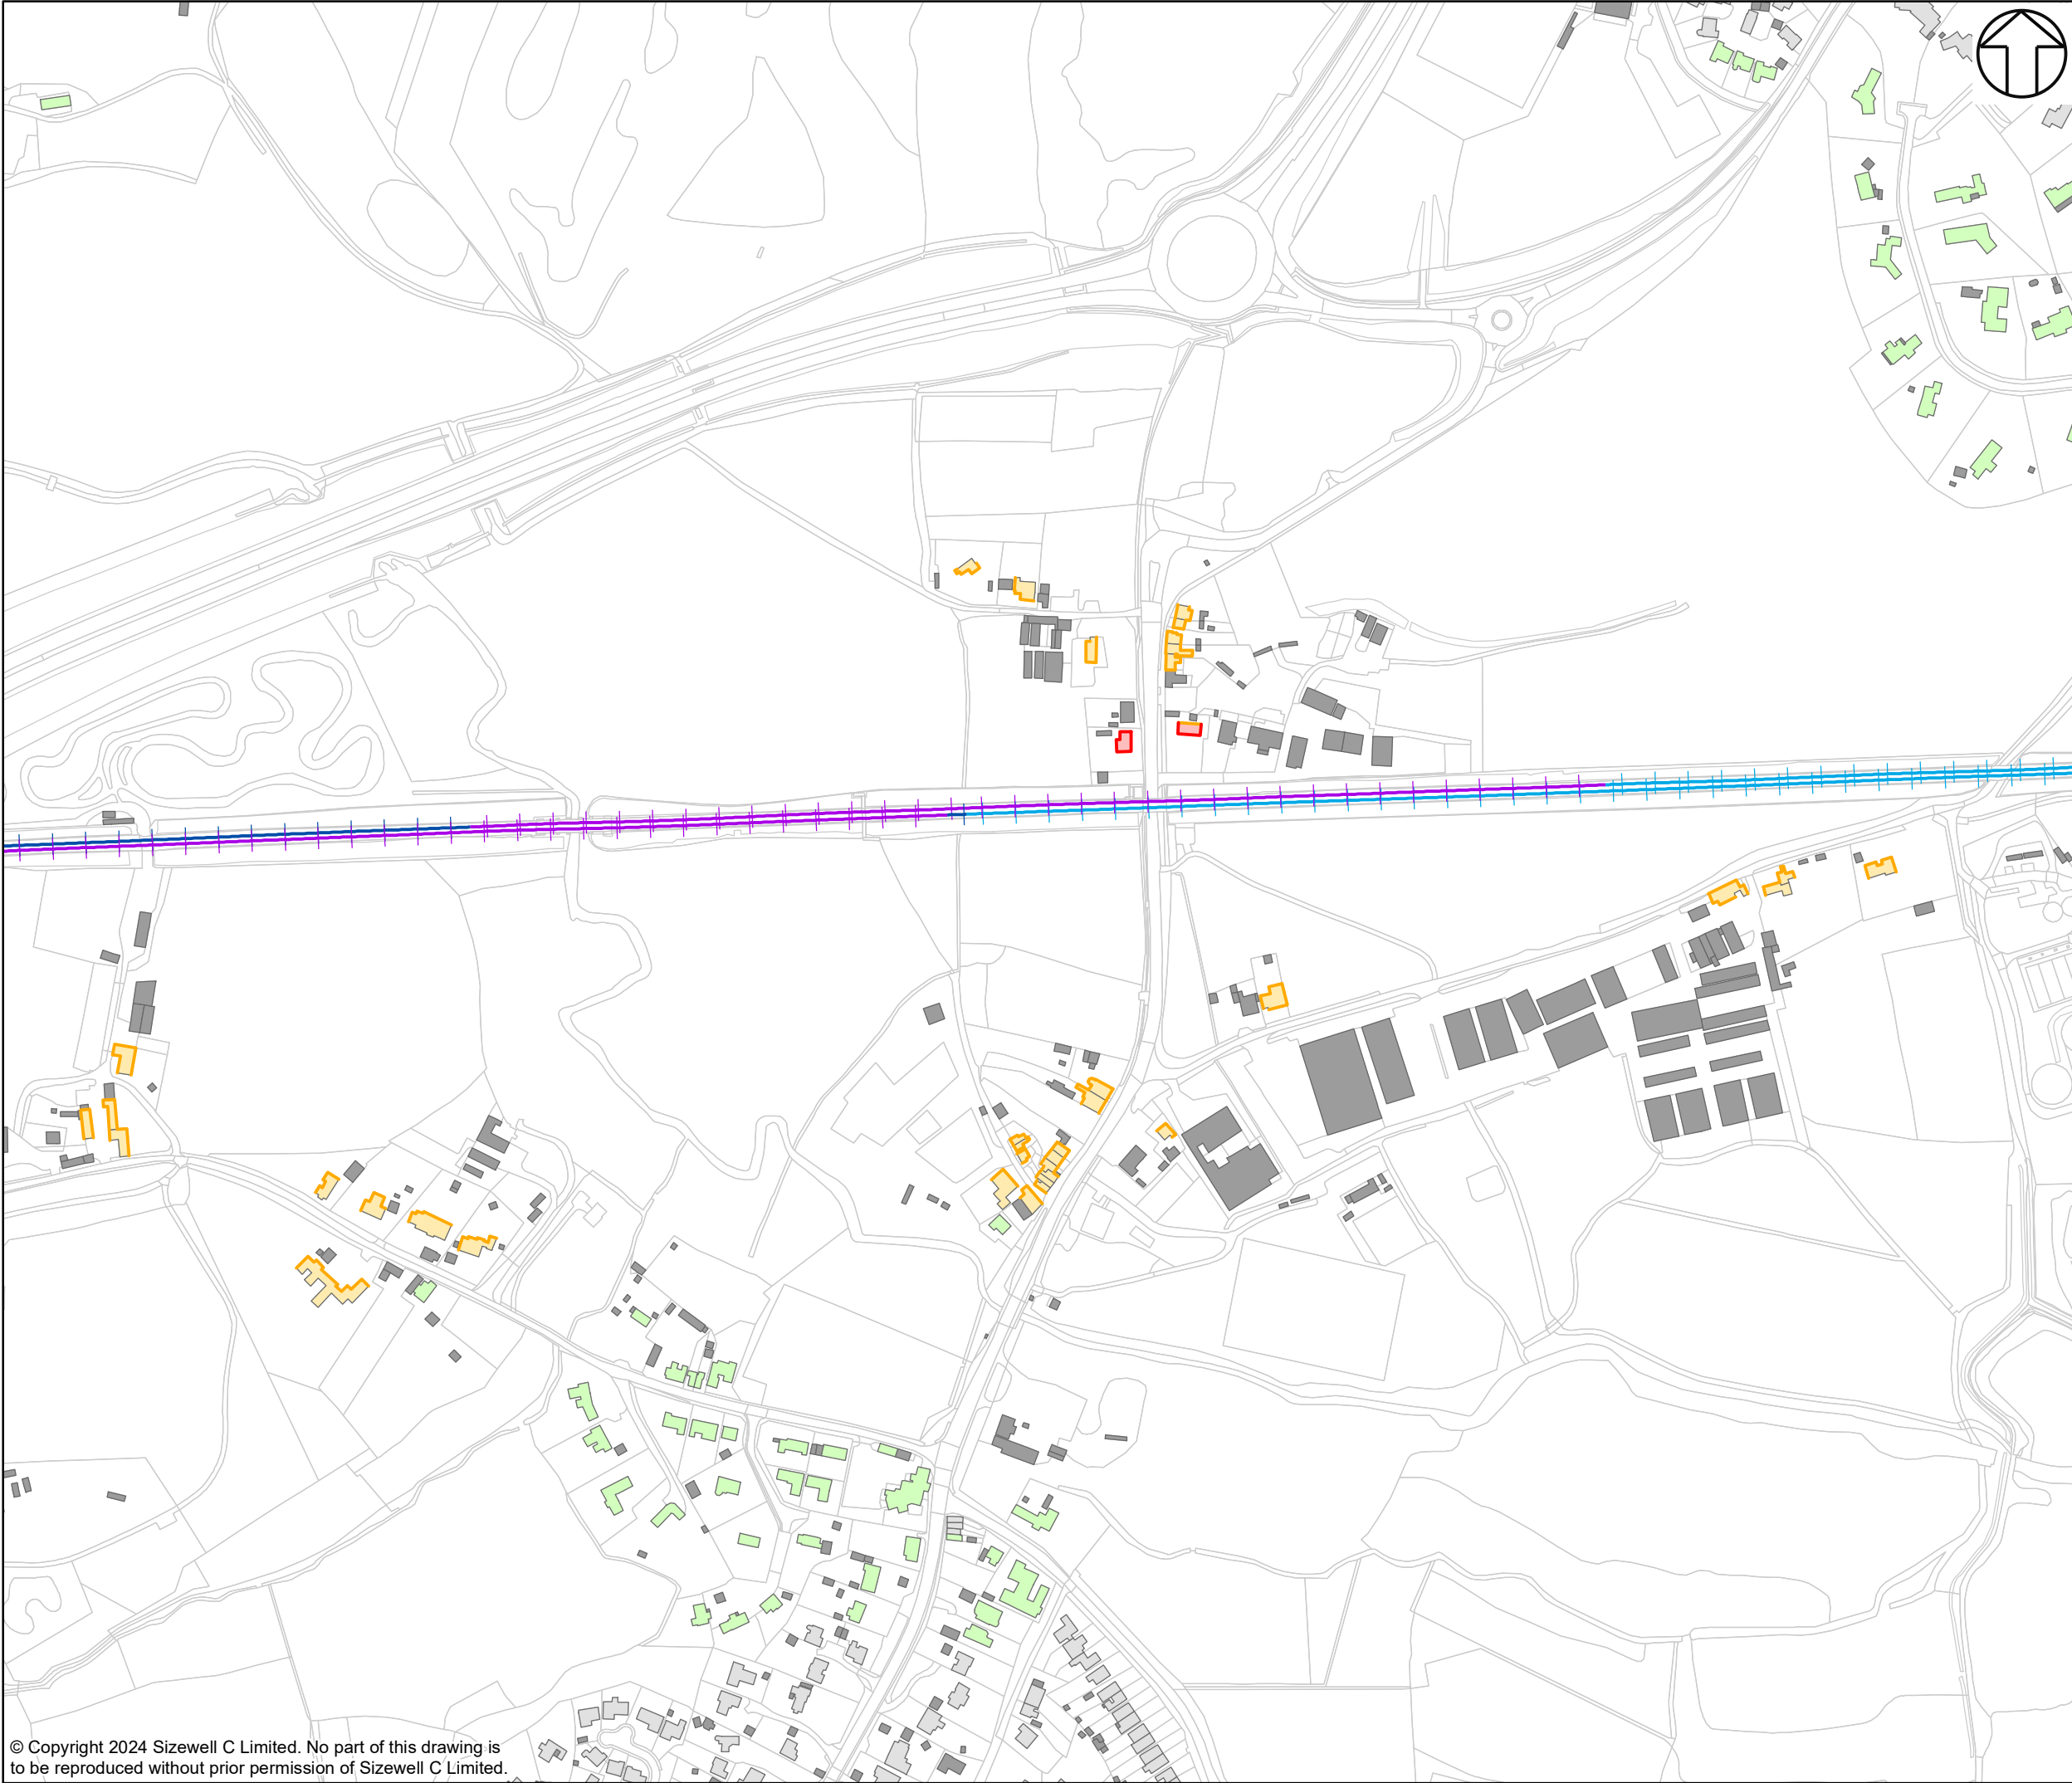 © Copyright 2024 Sizewell C Limited. No part of this drawing is
to be reproduced without prior permission of Sizewell C Limited.